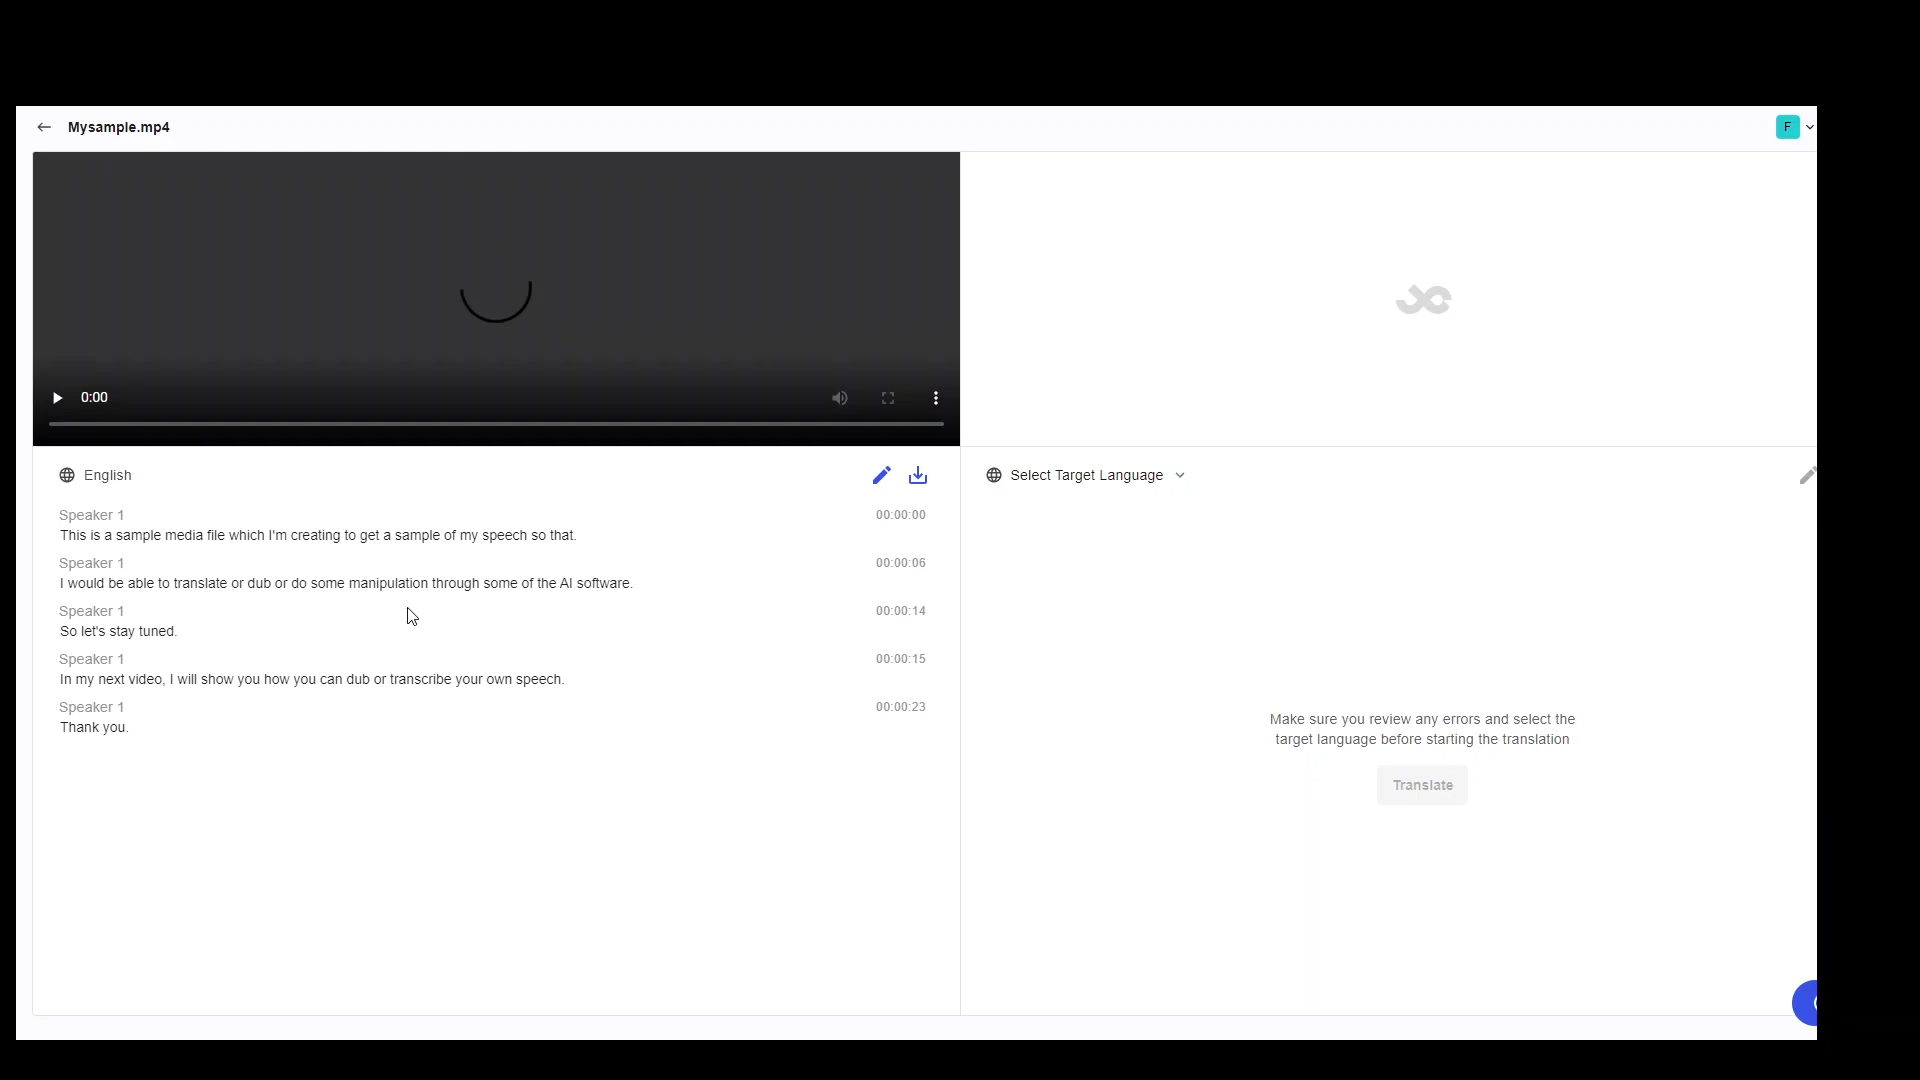 Mysample.mp4
F
0:00
English
Select Target Language
Speaker 1
00:00:00
This is a sample media file which I'm creating to get a sample of my speech so that.
Speaker 1
00:00:06
I would be able to translate or dub or do some manipulation through some of the AI software.
Speaker 1
00:00:14
So let's stay tuned.
Speaker 1
00:00:15
In my next video, I will show you how you can dub or transcribe your own speech.
Speaker 1
00:00:23
Thank you.
Make sure you review any errors and select the
target language before starting the translation
Translate